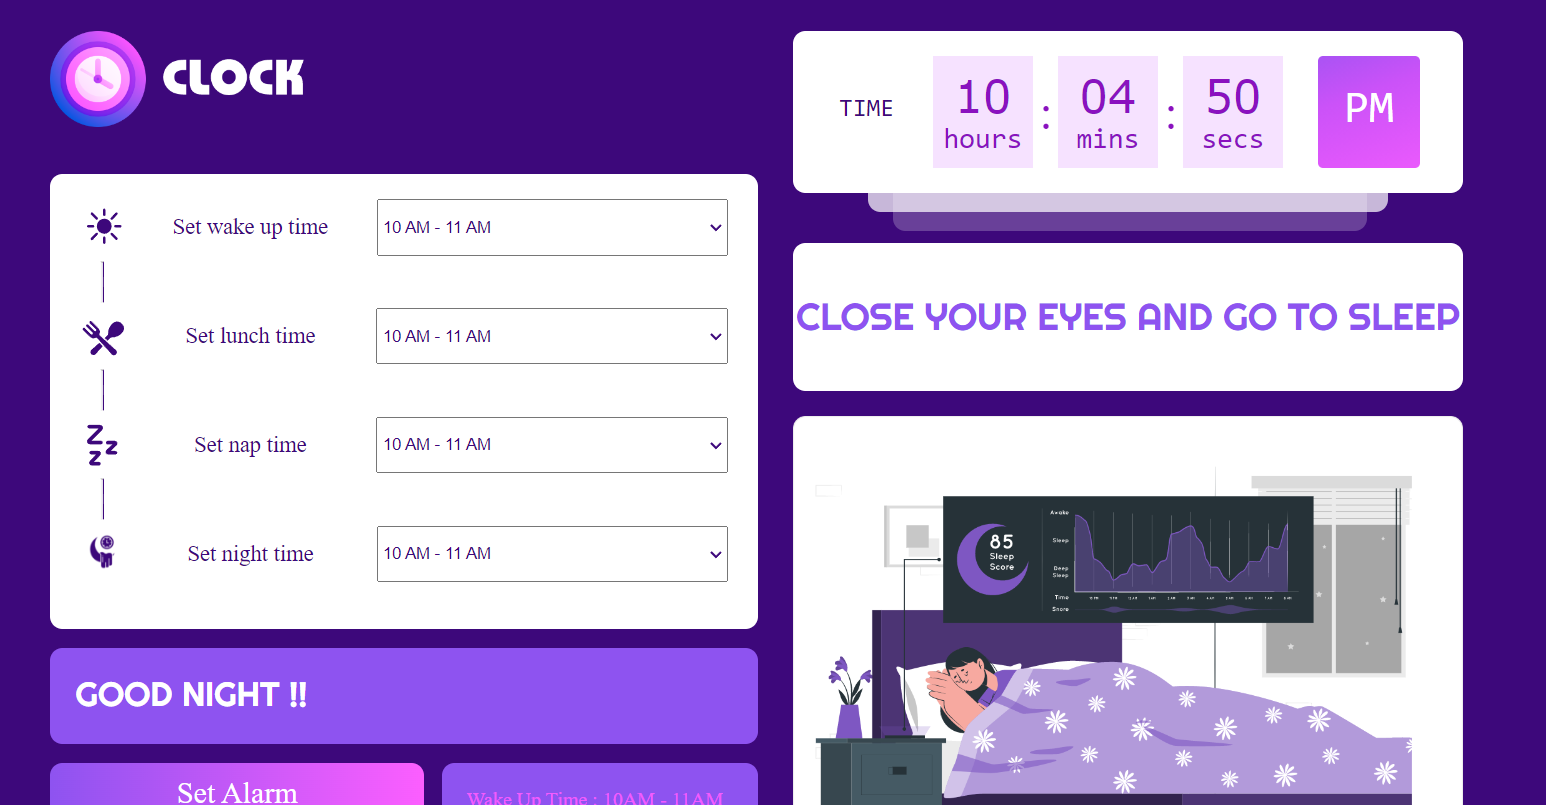 CLOCK
TIME
10 : 04 : 50 PM
hours mins secs
Set wake up time 10 AM - 11 AM
Set lunch time 10 AM - 11 AM
Set nap time 10 AM - 11 AM
Set night time 10 AM - 11 AM
GOOD NIGHT !!
Set Alarm
Wake Up Time : 10AM - 11AM
CLOSE YOUR EYES AND GO TO SLEEP
85
Sleep
Score
Awake
Sleep
Deep
Sleep
Time
Snore